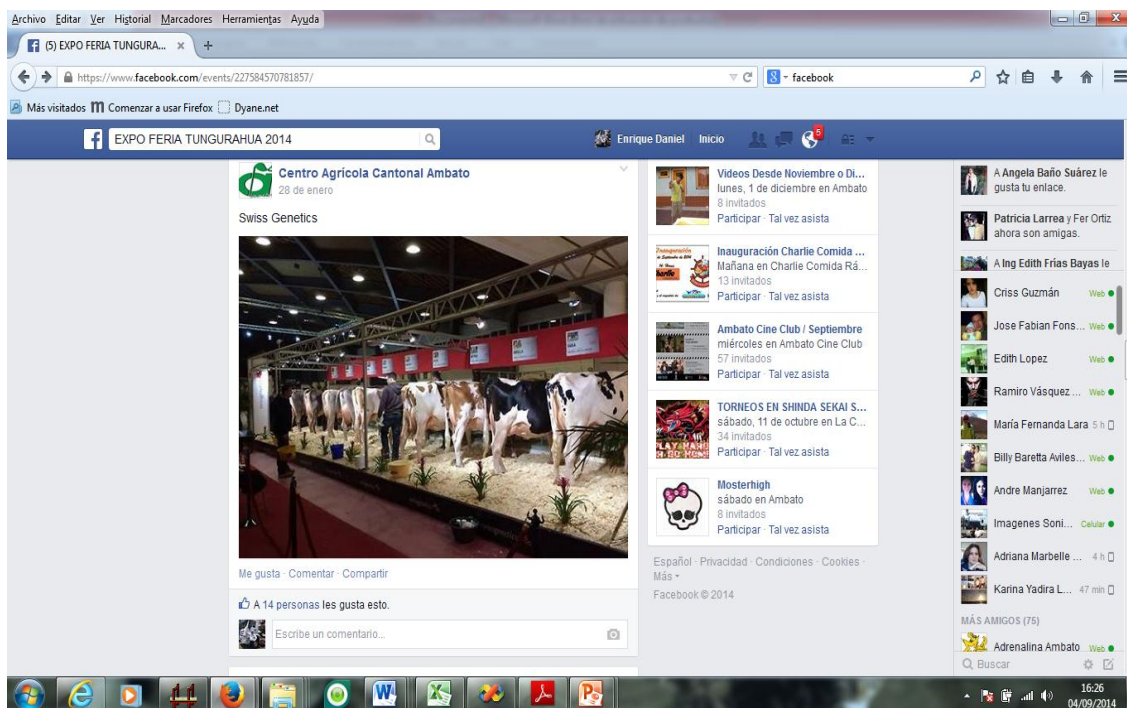 Archivo Editar Ver Historial Marcadores Herramientas Ayuda
(5) EXPO FERIA TUNGURA...
https://www.facebook.com/events/227584570781857/
facebook
Más visitados Comenzar a usar Firefox Dyane.net
EXPO FERIA TUNGURAHUA 2014
Enrique Daniel Inicio
5
Centro Agrícola Cantonal Ambato
28 de enero
Swiss Genetics
Me gusta · Comentar · Compartir
A 14 personas les gusta esto.
Escribe un comentario...
Videos Desde Noviembre o Di...
lunes, 1 de diciembre en Ambato
8 invitados
Participar · Tal vez asista
Inauguración Charlie Comida ...
Mañana en Charlie Comida Rá...
13 invitados
Participar · Tal vez asista
Ambato Cine Club / Septiembre
miércoles en Ambato Cine Club
57 invitados
Participar · Tal vez asista
TORNEOS EN SHINDA SEKAI S...
sábado, 11 de octubre en La C...
34 invitados
Participar · Tal vez asista
Mosterhigh
sábado en Ambato
8 invitados
Participar · Tal vez asista
Español · Privacidad · Condiciones · Cookies ·
Más
Facebook © 2014
A Angela Baño Suárez le
gusta tu enlace.
Patricia Larrea y Fer Ortiz
ahora son amigas.
A Ing Edith Frias Bayas le
Criss Guzmán Web
Jose Fabian Fons... Web
Edith Lopez Web
Ramiro Vásquez ... Web
María Fernanda Lara 5 h
Billy Baretta Aviles... Web
Andre Manjarrez Web
Imagenes Soni... Celular
Adriana Marbelle ... 4 h
Karina Yadira L... 47 min
MÁS AMIGOS (75)
Adrenalina Ambato Web
Buscar
16:26
04/09/2014